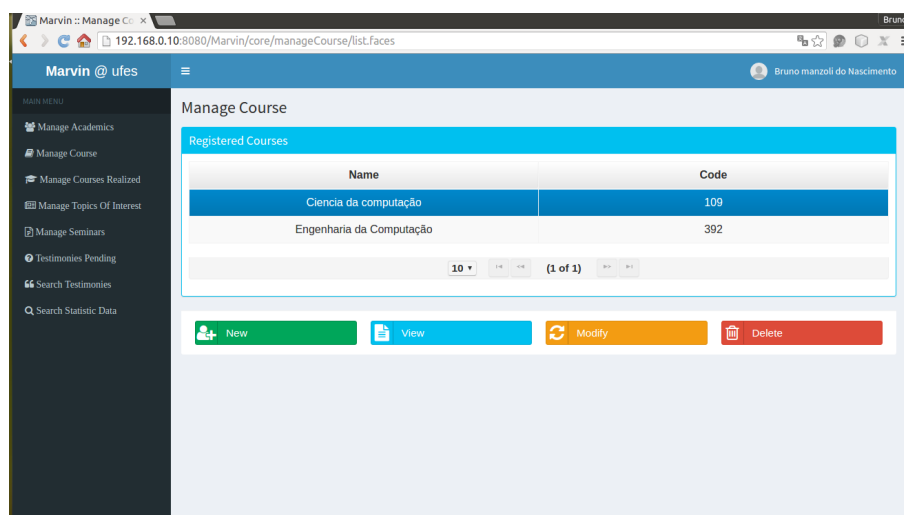 Marvin :: Manage Co
Bruno
192.168.0.10:8080/Marvin/core/manageCourse/list.faces
Marvin @ ufes
Bruno manzoli do Nascimento
MAIN MENU
Manage Academics
Manage Course
Manage Courses Realized
Manage Topics Of Interest
Manage Seminars
Testimonies Pending
Search Testimonies
Search Statistic Data
Manage Course
Registered Courses
Name Code
Ciencia da computação 109
Engenharia da Computação 392
10 (1 of 1)
New View Modify Delete